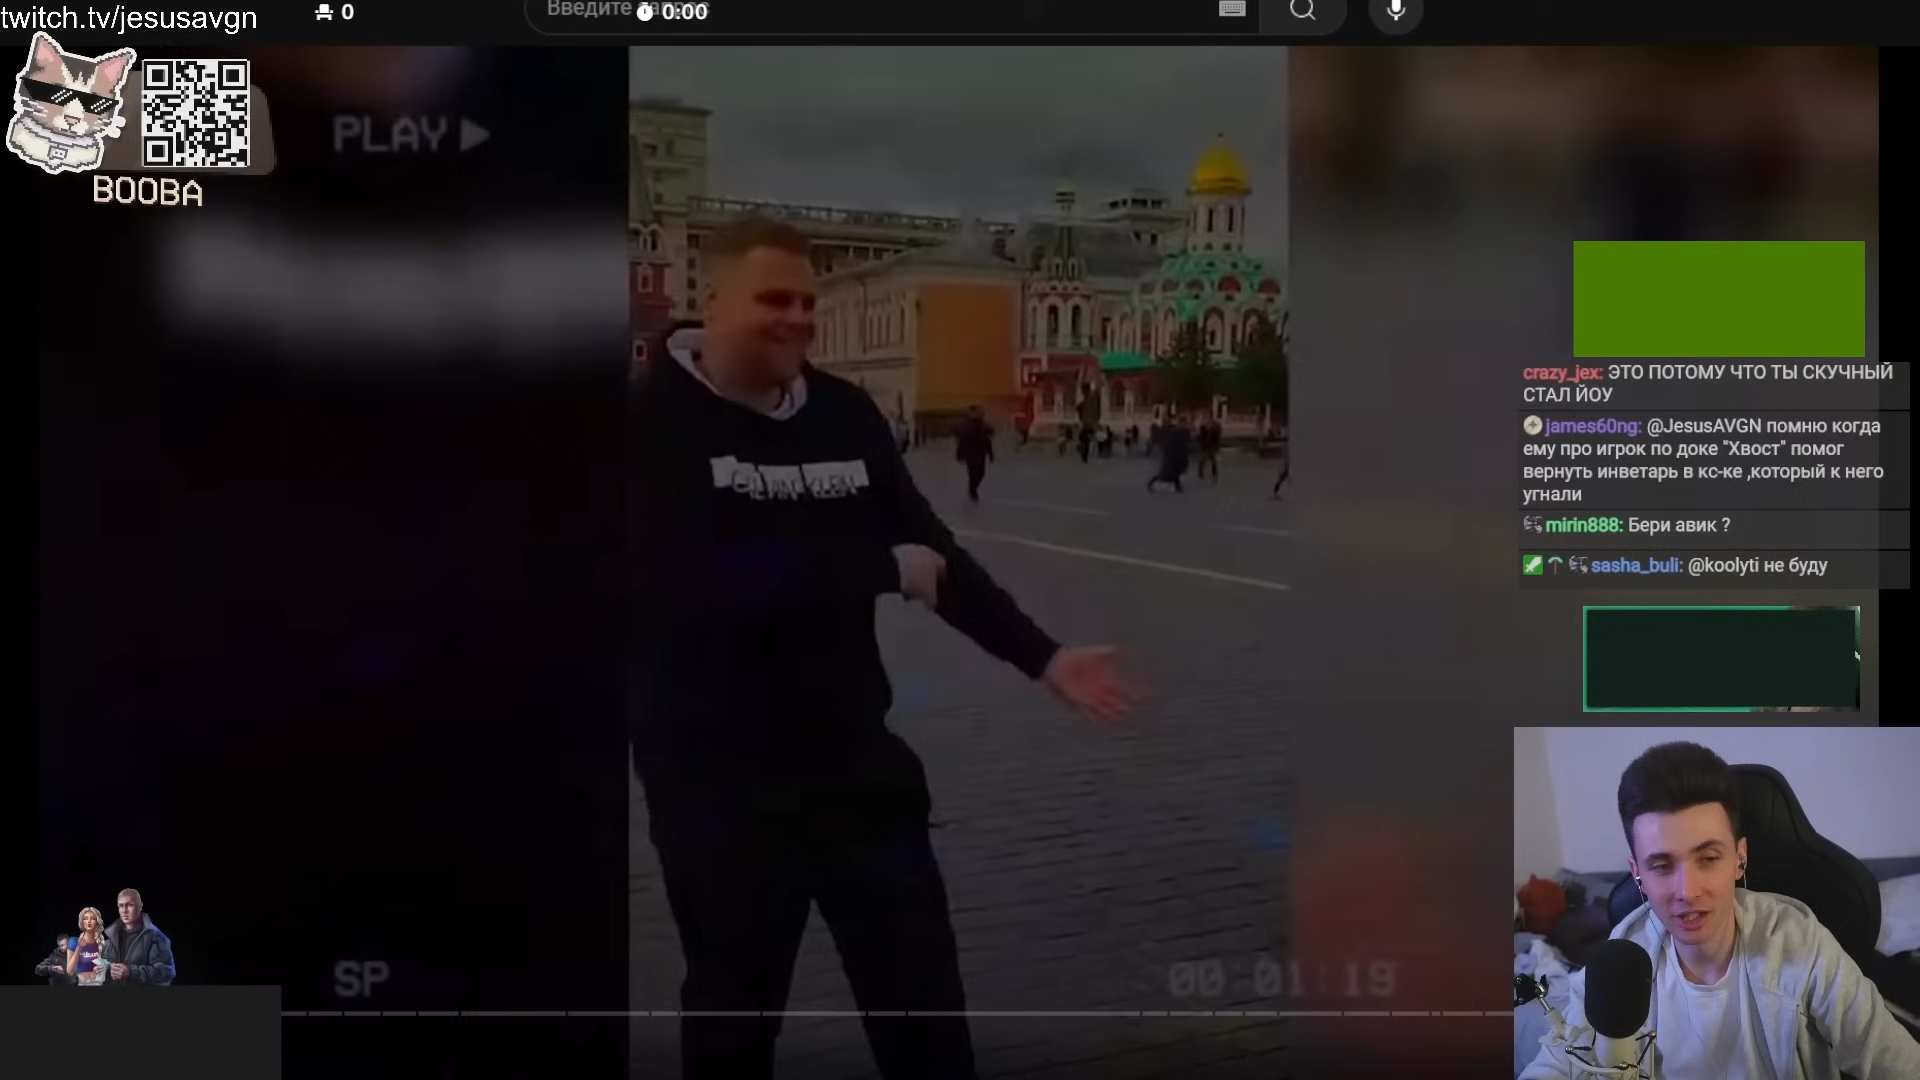 twitch.tv/jesusavgn
0
Введите запрос
0:00
PLAY
BOOBA
crazy_jex: ЭТО ПОТОМУ ЧТО ТЫ СКУЧНЫЙ
СТАЛ ЙОУ
james60ng: @JesusAVGN помню когда
ему про игрок по доке "Хвост" помог
вернуть инветарь в кс-ке ,который к него
угнали
mirin888: Бери авик ?
sasha_buli: @koolyti не буду
SP
00:01:19